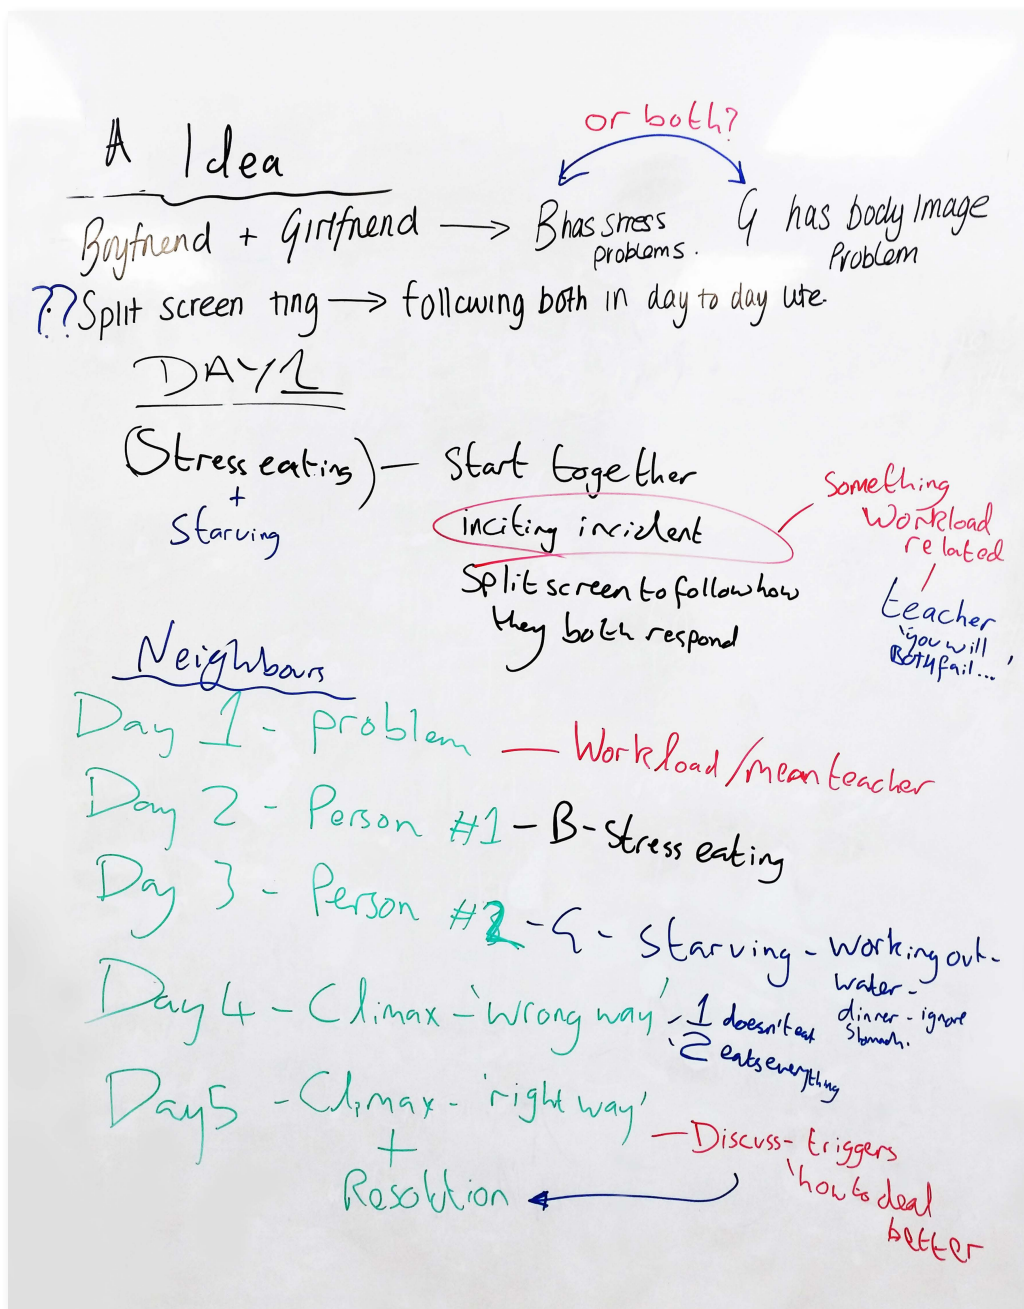 or both?
A Idea
Boyfriend + Girlfriend → B has stress problems. G has body Image Problem
?? Split screen ting → following both in day to day life.
DAY 1
(Stress eating) — Start together
+
Starving
inciting incident
Something
Workload
related
teacher
'you will
Both fail...'
Split screen to follow how
they both respond
Neighbours
Day 1 - problem — Workload/mean teacher
Day 2 - Person #1 - B - stress eating
Day 3 - Person #2 - G - Starving - working out -
water -
dinner - ignore
stomach.
Day 4 - Climax - 'wrong way' - 1 doesn't eat
2 eats everything
Day 5 - Climax - 'right way' — Discuss - triggers
+
Resolution
'how to deal
better